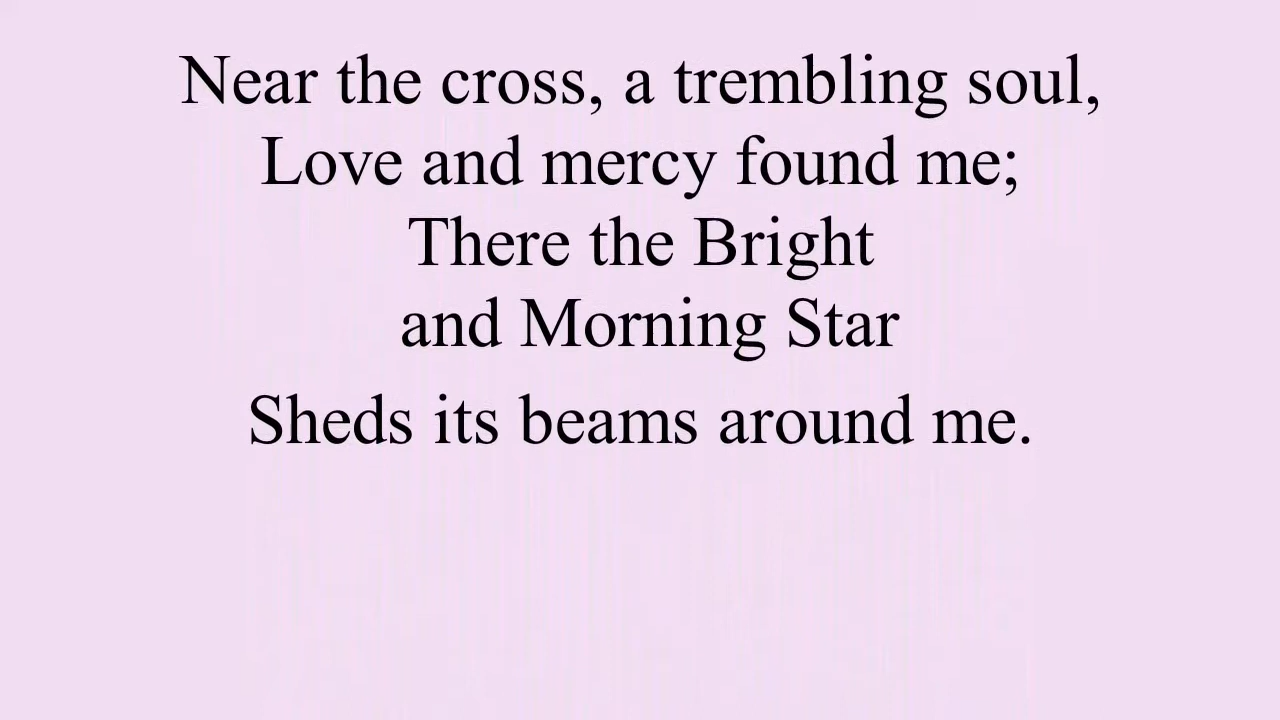 Near the cross, a trembling soul,
Love and mercy found me;
There the Bright
and Morning Star
Sheds its beams around me.